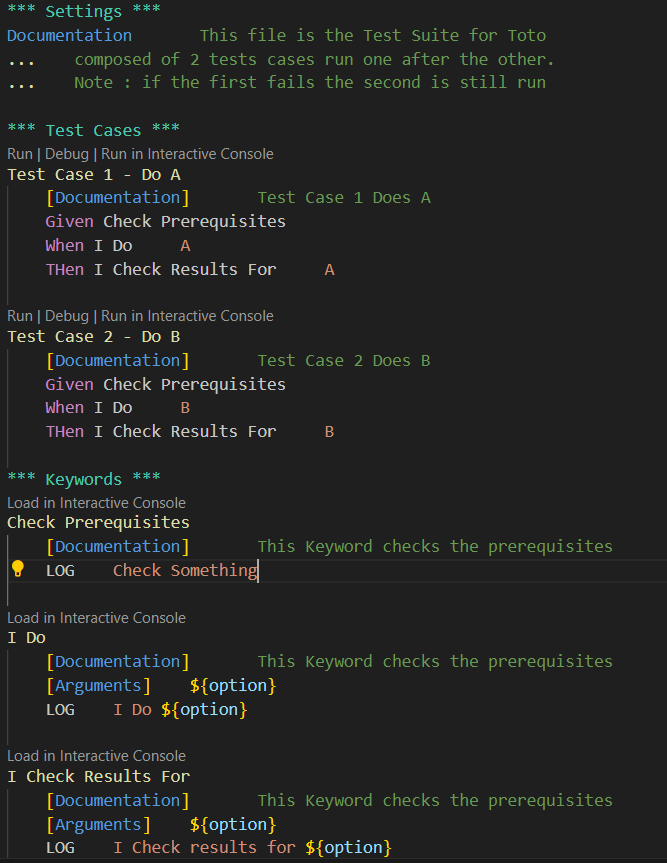 *** Settings ***
Documentation       This file is the Test Suite for Toto
...    composed of 2 tests cases run one after the other.
...    Note : if the first fails the second is still run
*** Test Cases ***
Run | Debug | Run in Interactive Console
Test Case 1 - Do A
    [Documentation]       Test Case 1 Does A
    Given Check Prerequisites
    When I Do     A
    THen I Check Results For     A
Run | Debug | Run in Interactive Console
Test Case 2 - Do B
    [Documentation]       Test Case 2 Does B
    Given Check Prerequisites
    When I Do     B
    THen I Check Results For     B
*** Keywords ***
Load in Interactive Console
Check Prerequisites
    [Documentation]       This Keyword checks the prerequisites
    LOG    Check Something
Load in Interactive Console
I Do
    [Documentation]       This Keyword checks the prerequisites
    [Arguments]    ${option}
    LOG    I Do ${option}
Load in Interactive Console
I Check Results For
    [Documentation]       This Keyword checks the prerequisites
    [Arguments]    ${option}
    LOG    I Check results for ${option}